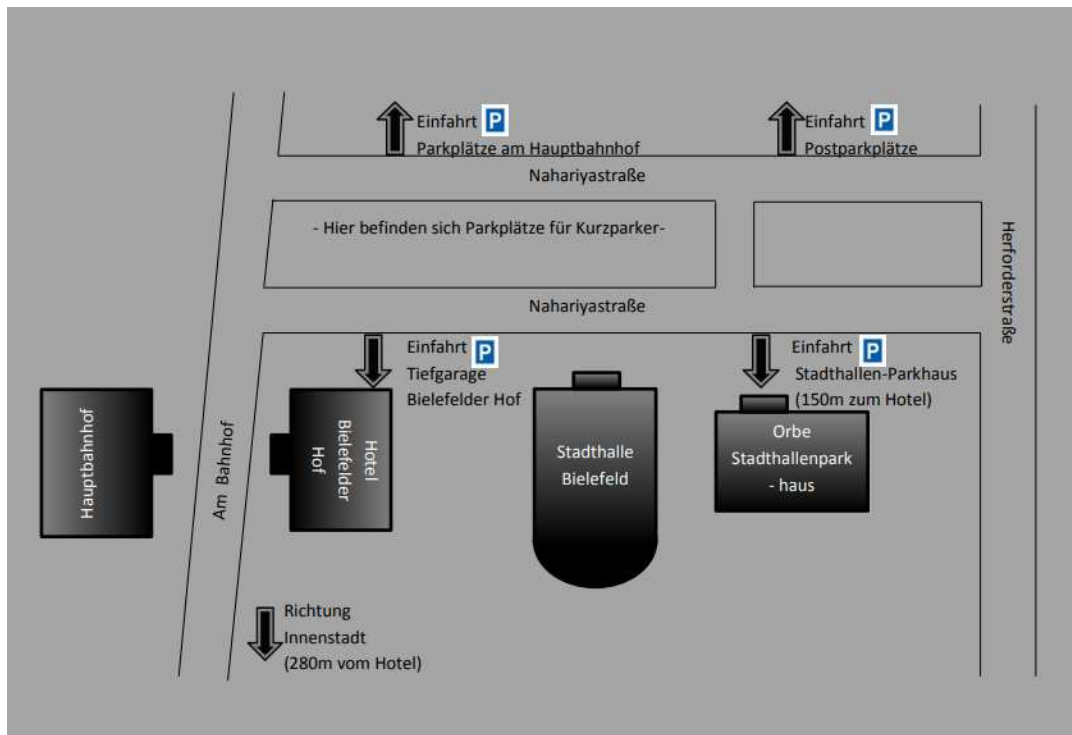 Einfahrt P
Parkplätze am Hauptbahnhof
Einfahrt P
Postparkplätze
Nahariyastraße
- Hier befinden sich Parkplätze für Kurzparker-
Herforderstraße
Nahariyastraße
Einfahrt P
Tiefgarage
Bielefelder Hof
Einfahrt P
Stadthallen-Parkhaus
(150m zum Hotel)
Hauptbahnhof
Am Bahnhof
Hotel
Bielefelder
Hof
Stadthalle
Bielefeld
Orbe
Stadthallenpark
- haus
Richtung
Innenstadt
(280m vom Hotel)